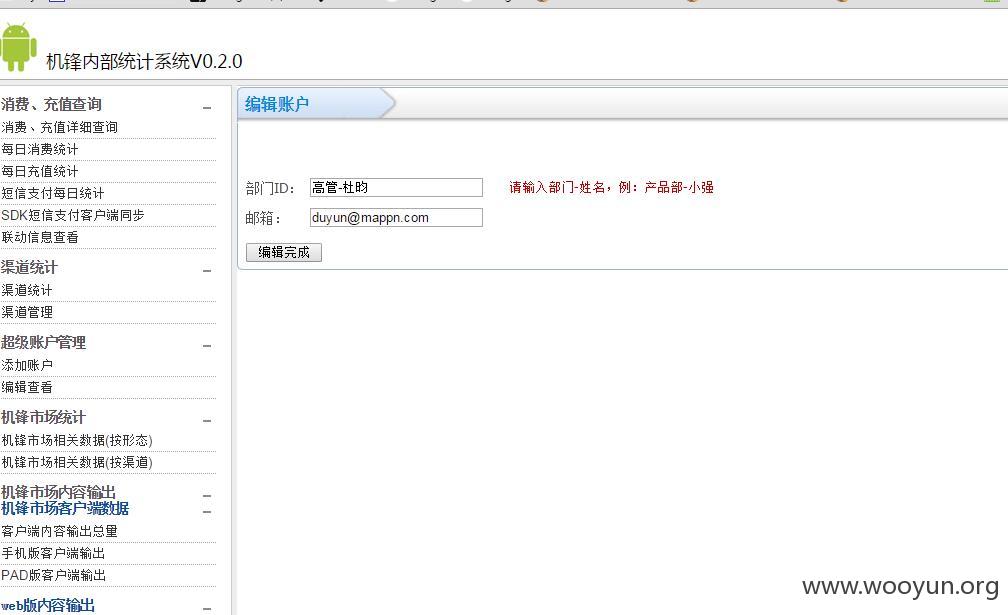 机锋内部统计系统V0.2.0
消费、充值查询
消费、充值详细查询
每日消费统计
每日充值统计
短信支付每日统计
SDK短信支付客户端同步
联动信息查看
渠道统计
渠道统计
渠道管理
超级账户管理
添加账户
编辑查看
机锋市场统计
机锋市场相关数据(按形态)
机锋市场相关数据(按渠道)
机锋市场内容输出
机锋市场客户端数据
客户端内容输出总量
手机版客户端输出
PAD版客户端输出
web版内容输出
编辑账户
部门ID： 高管-杜昀 请输入部门-姓名，例：产品部-小强
邮箱： duyun@mappn.com
编辑完成
www.wooyun.org